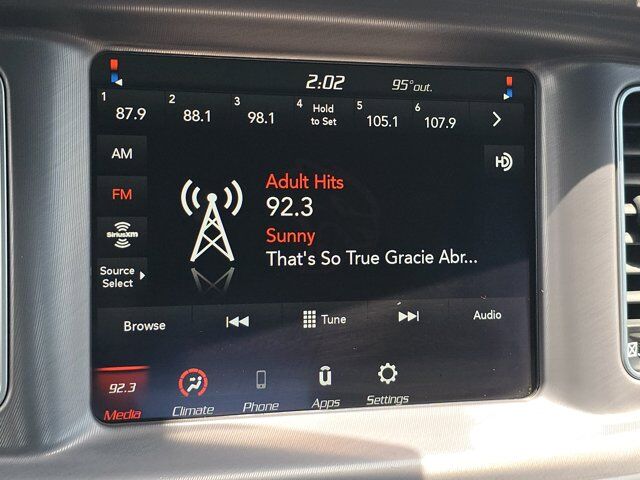 2:02 95°out.
1 87.9 2 88.1 3 98.1 4 Hold to Set 5 105.1 6 107.9
AM
HD
FM
Adult Hits
92.3
SiriusXM
Sunny
That's So True Gracie Abr...
Source
Select
Browse Tune Audio
92.3
Media Climate Phone Apps Settings